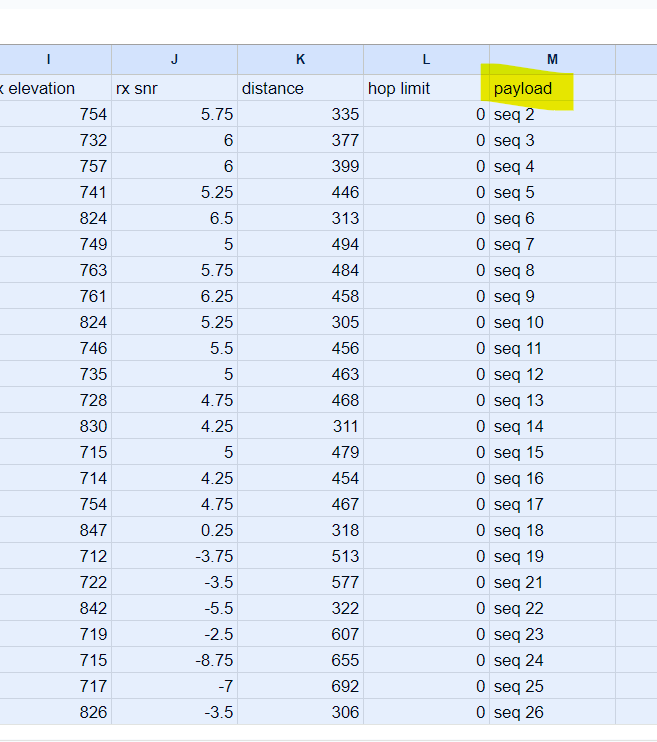 I J K L M
x elevation rx snr distance hop limit payload
754 5.75 335 0 seq 2
732 6 377 0 seq 3
757 6 399 0 seq 4
741 5.25 446 0 seq 5
824 6.5 313 0 seq 6
749 5 494 0 seq 7
763 5.75 484 0 seq 8
761 6.25 458 0 seq 9
824 5.25 305 0 seq 10
746 5.5 456 0 seq 11
735 5 463 0 seq 12
728 4.75 468 0 seq 13
830 4.25 311 0 seq 14
715 5 479 0 seq 15
714 4.25 454 0 seq 16
754 4.75 467 0 seq 17
847 0.25 318 0 seq 18
712 -3.75 513 0 seq 19
722 -3.5 577 0 seq 21
842 -5.5 322 0 seq 22
719 -2.5 607 0 seq 23
715 -8.75 655 0 seq 24
717 -7 692 0 seq 25
826 -3.5 306 0 seq 26